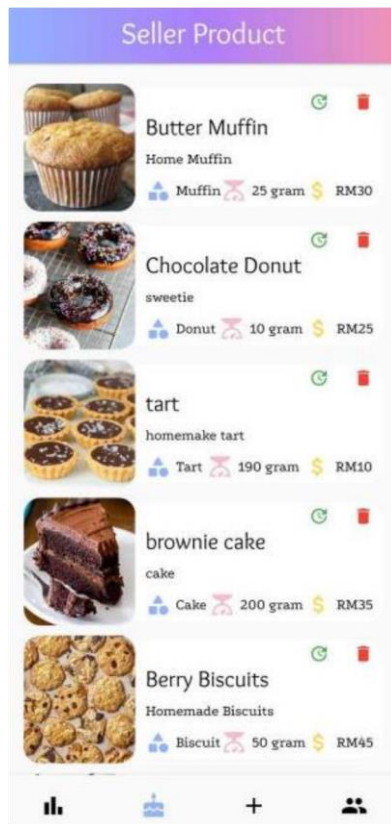 Seller Product
Butter Muffin
Home Muffin
Muffin 25 gram $ RM30
Chocolate Donut
sweetie
Donut 10 gram $ RM25
tart
homemake tart
Tart 190 gram $ RM10
brownie cake
cake
Cake 200 gram $ RM35
Berry Biscuits
Homemade Biscuits
Biscuit 50 gram $ RM45